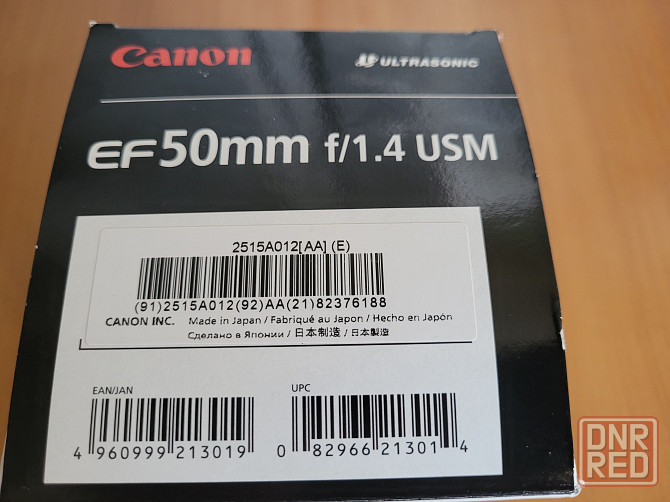 Canon ULTRASONIC
EF50mm f/1.4 USM
2515A012[AA] (E)
(91)2515A012(92)AA(21)82376188
CANON INC. Made in Japan / Fabriqué au Japon / Hecho en Japón
Сделано в Японии / 日本制造 / 日本製造
EAN/JAN UPC
4 960999 213019 0 82966 21301 4
DNR
RED